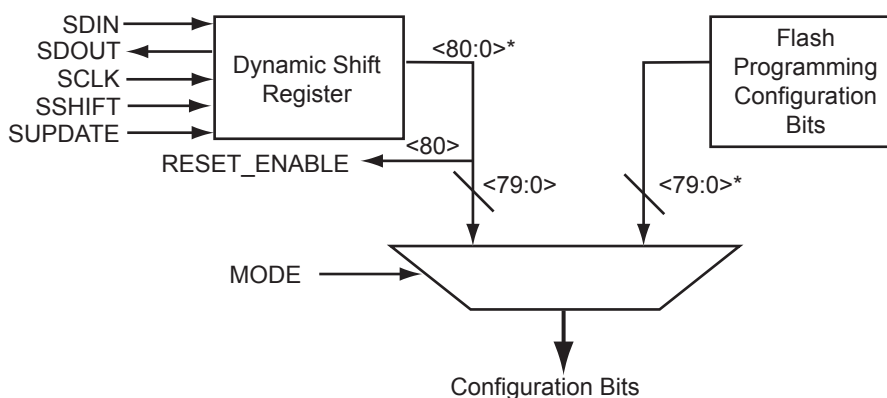 SDIN
SDOUT
SCLK
SSHIFT
SUPDATE
Dynamic Shift
Register
<80:0>*
Flash
Programming
Configuration
Bits
<80>
RESET_ENABLE
<79:0>
<79:0>*
MODE
Configuration Bits